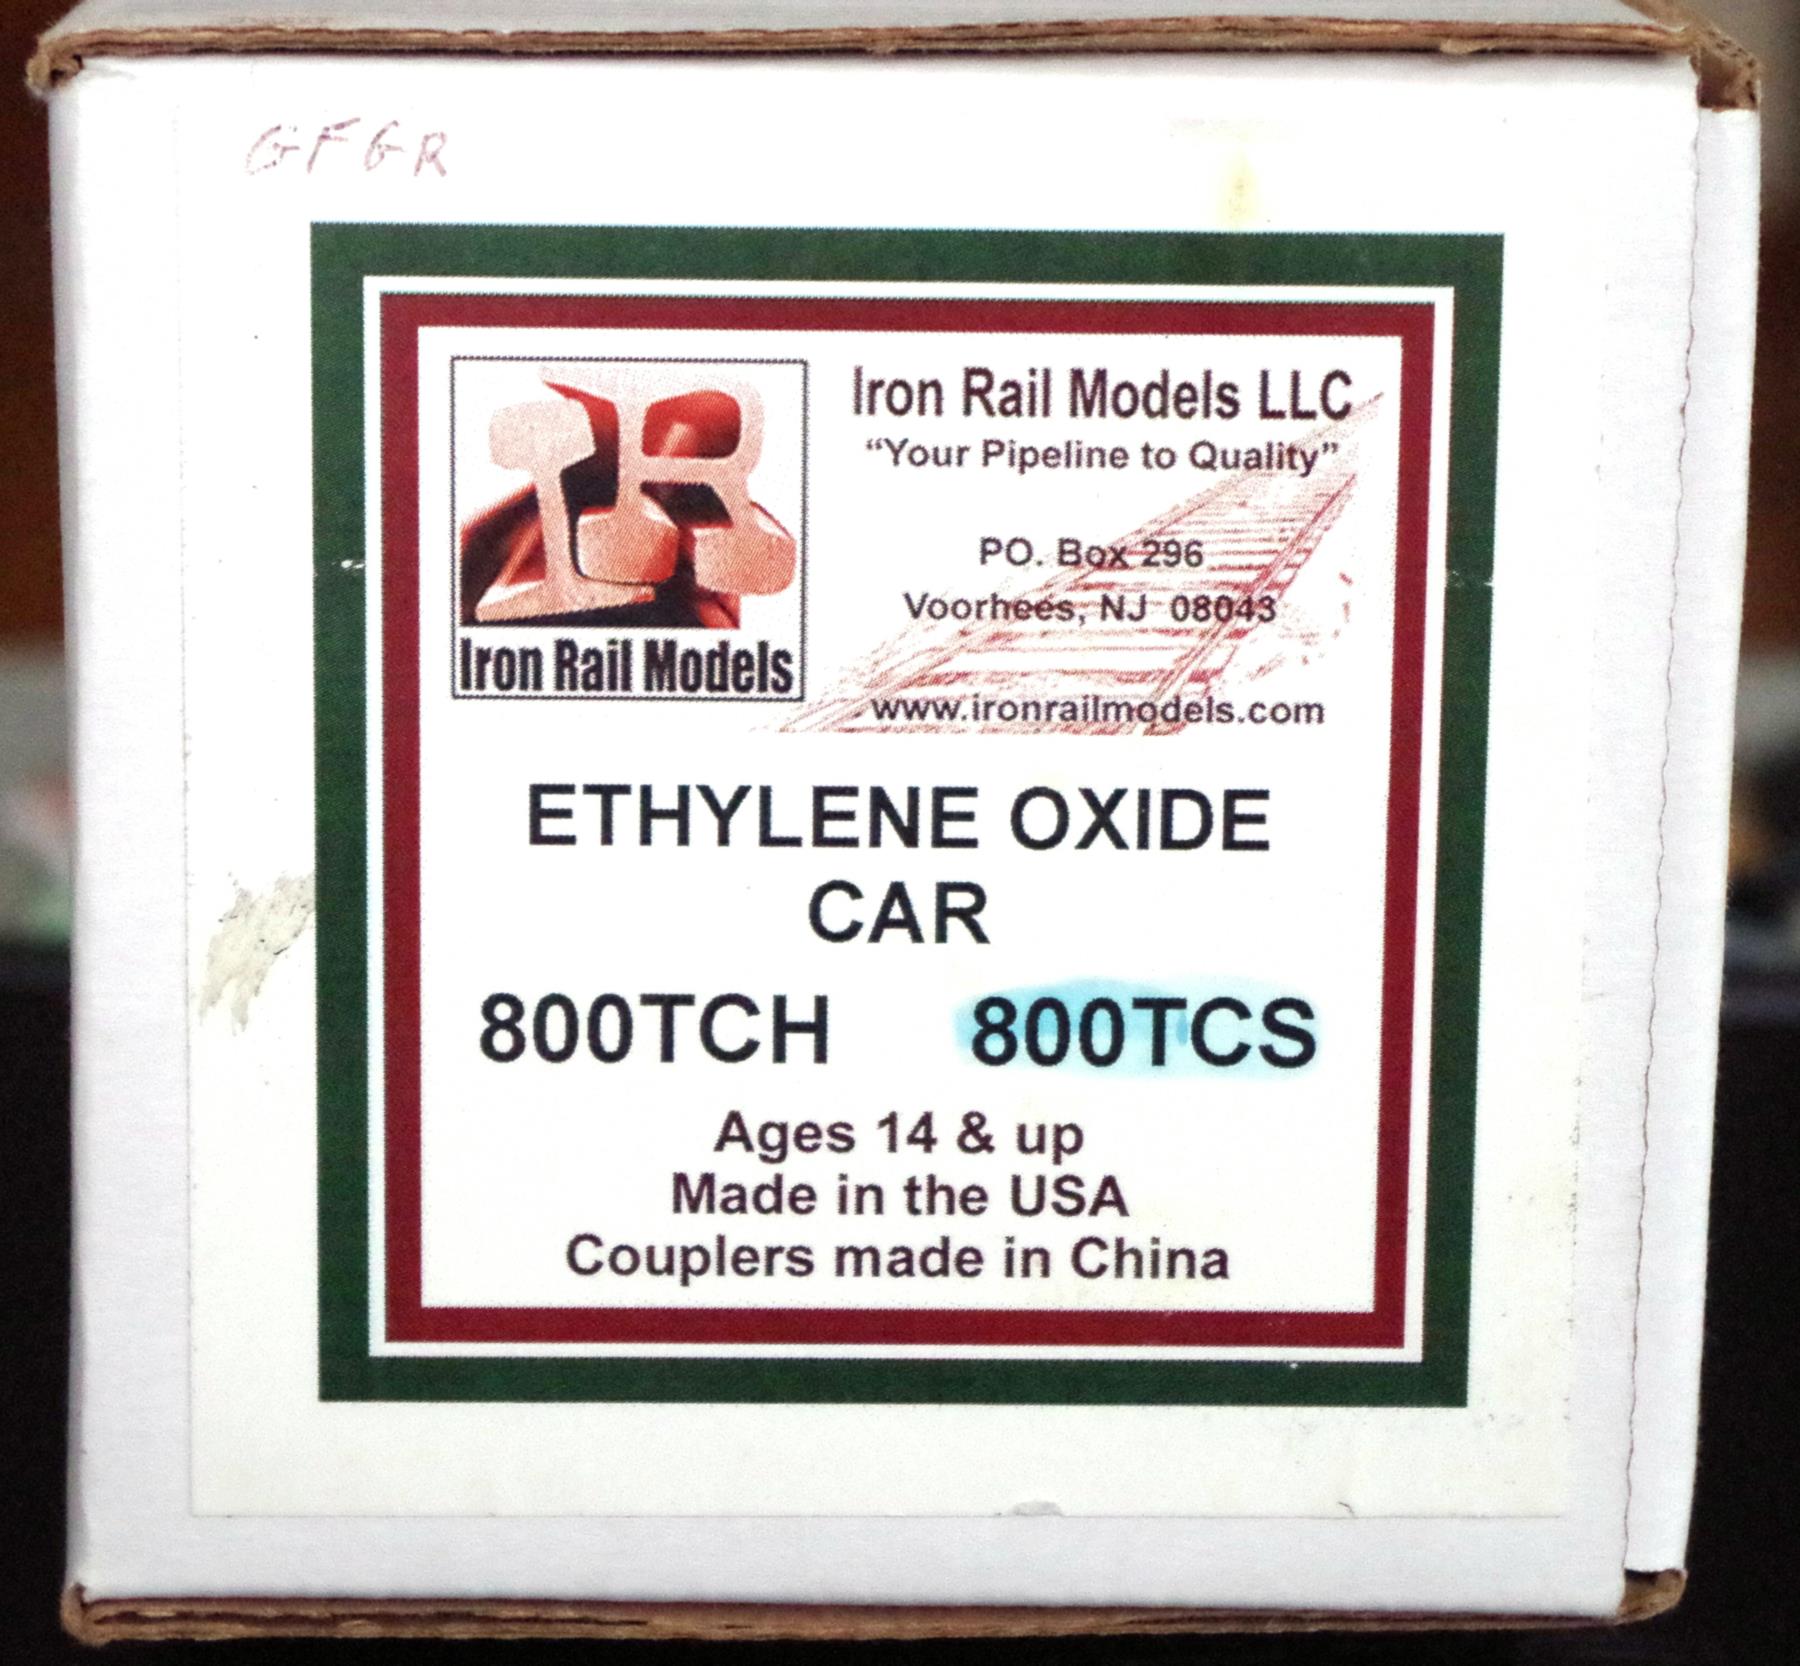 GFGR
Iron Rail Models
Iron Rail Models LLC
“Your Pipeline to Quality”
PO. Box 296
Voorhees, NJ 08043
www.ironrailmodels.com
ETHYLENE OXIDE
CAR
800TCH 800TCS
Ages 14 & up
Made in the USA
Couplers made in China